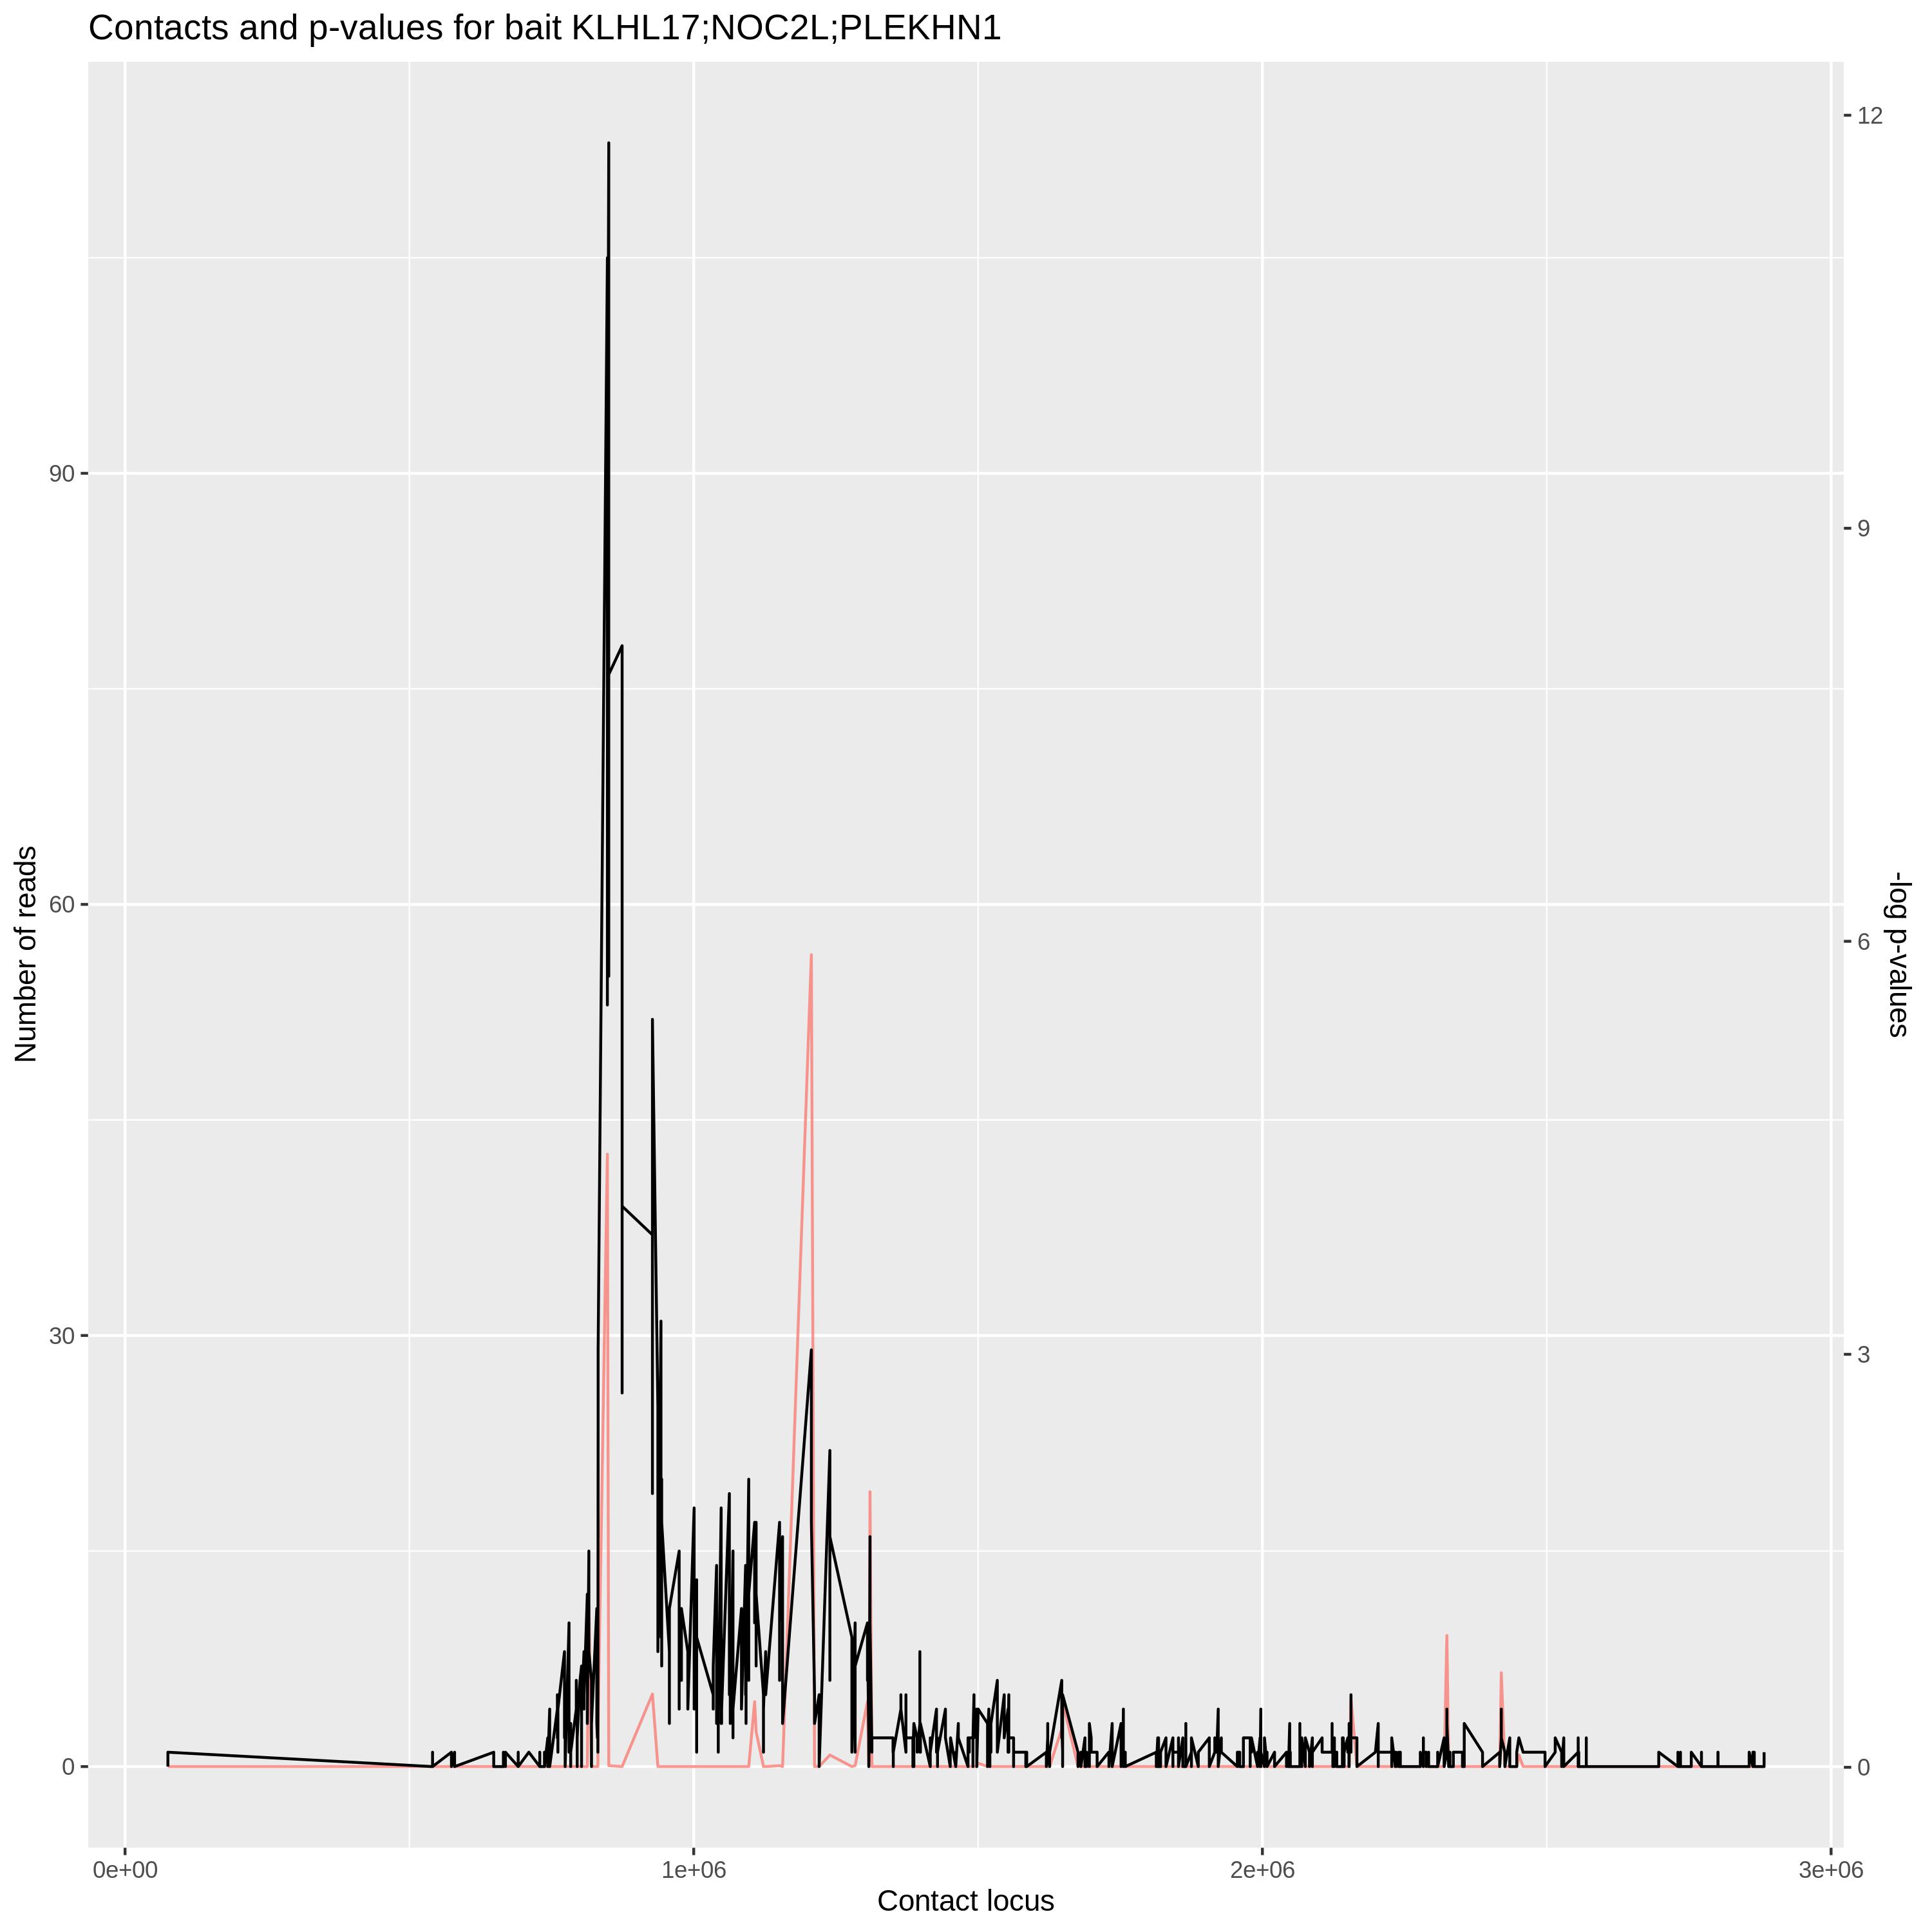 Contacts and p-values for bait KLHL17;NOC2L;PLEKHN1
12
90
9
Number of reads
60
6
-log p-values
30
3
0
0
0e+00
1e+06
2e+06
3e+06
Contact locus